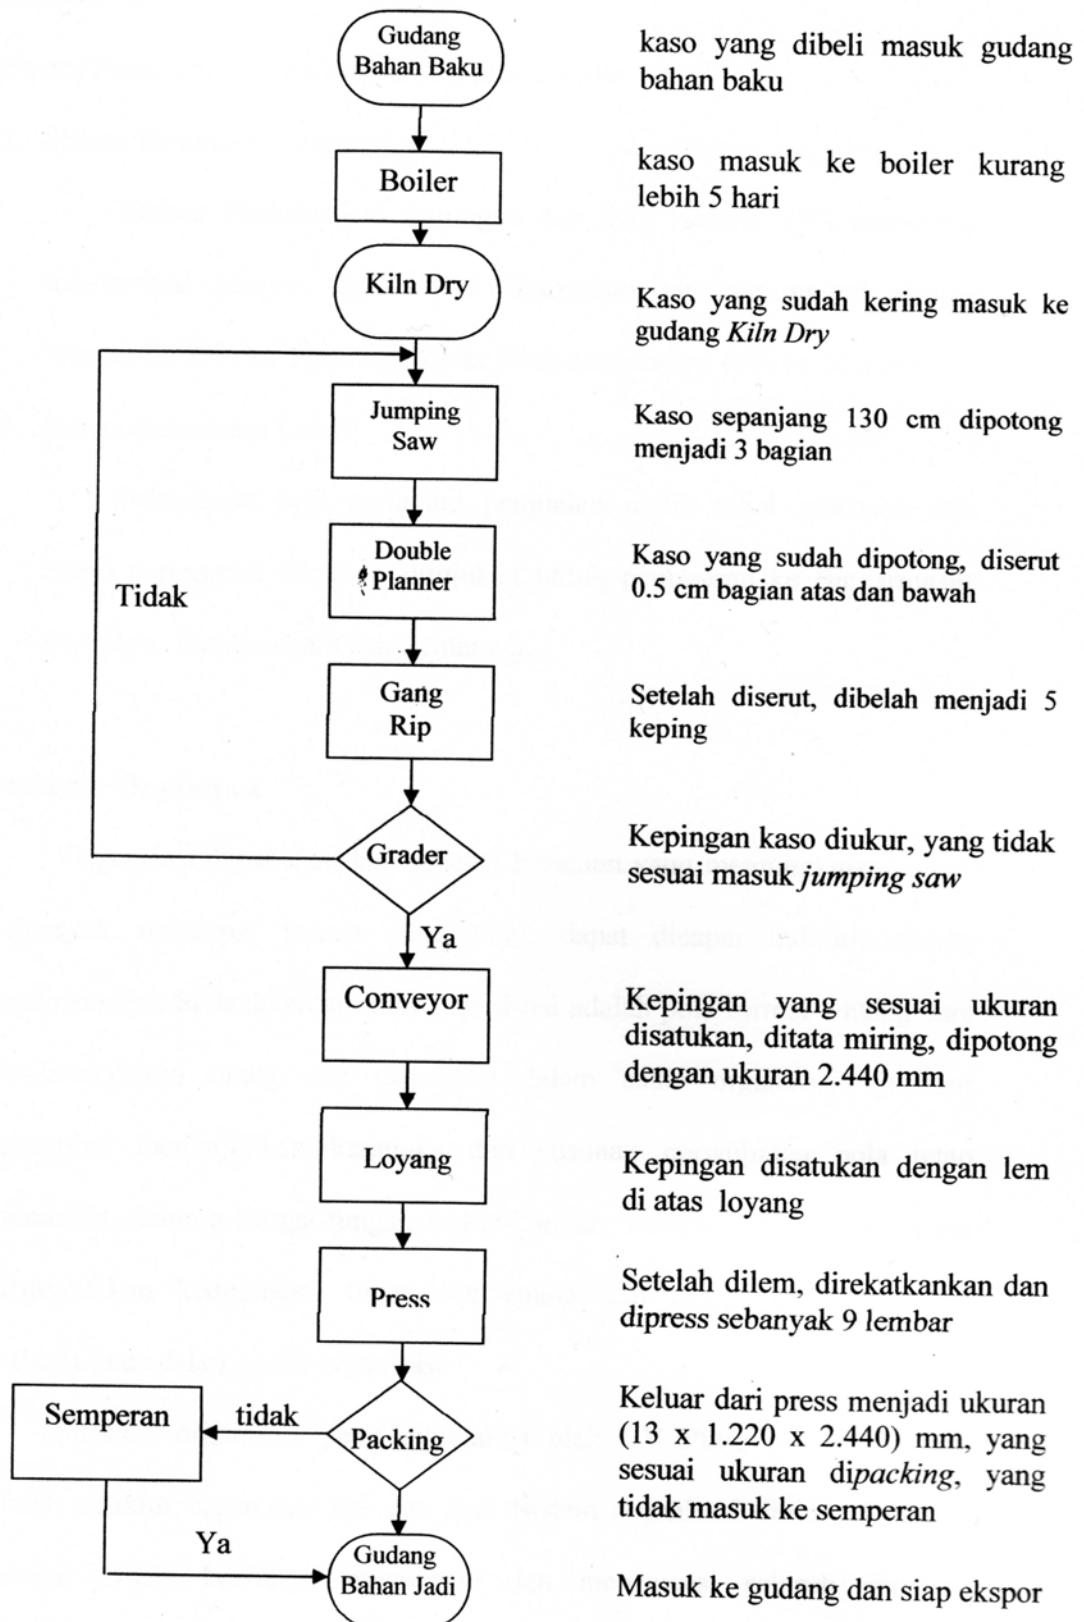 Gudang
Bahan Baku
kaso yang dibeli masuk gudang
bahan baku
Boiler
kaso masuk ke boiler kurang
lebih 5 hari
Kiln Dry
Kaso yang sudah kering masuk ke
gudang Kiln Dry
Jumping
Saw
Kaso sepanjang 130 cm dipotong
menjadi 3 bagian
Double
Planner
Kaso yang sudah dipotong, diserut
0.5 cm bagian atas dan bawah
Tidak
Gang
Rip
Setelah diserut, dibelah menjadi 5
keping
Grader
Kepingan kaso diukur, yang tidak
sesuai masuk jumping saw
Ya
Conveyor
Kepingan yang sesuai ukuran
disatukan, ditata miring, dipotong
dengan ukuran 2.440 mm
Loyang
Kepingan disatukan dengan lem
di atas loyang
Press
Setelah dilem, direkatkankan dan
dipress sebanyak 9 lembar
Semperan
tidak
Packing
Keluar dari press menjadi ukuran
(13 x 1.220 x 2.440) mm, yang
sesuai ukuran dipacking, yang
tidak masuk ke semperan
Ya
Gudang
Bahan Jadi
Masuk ke gudang dan siap ekspor